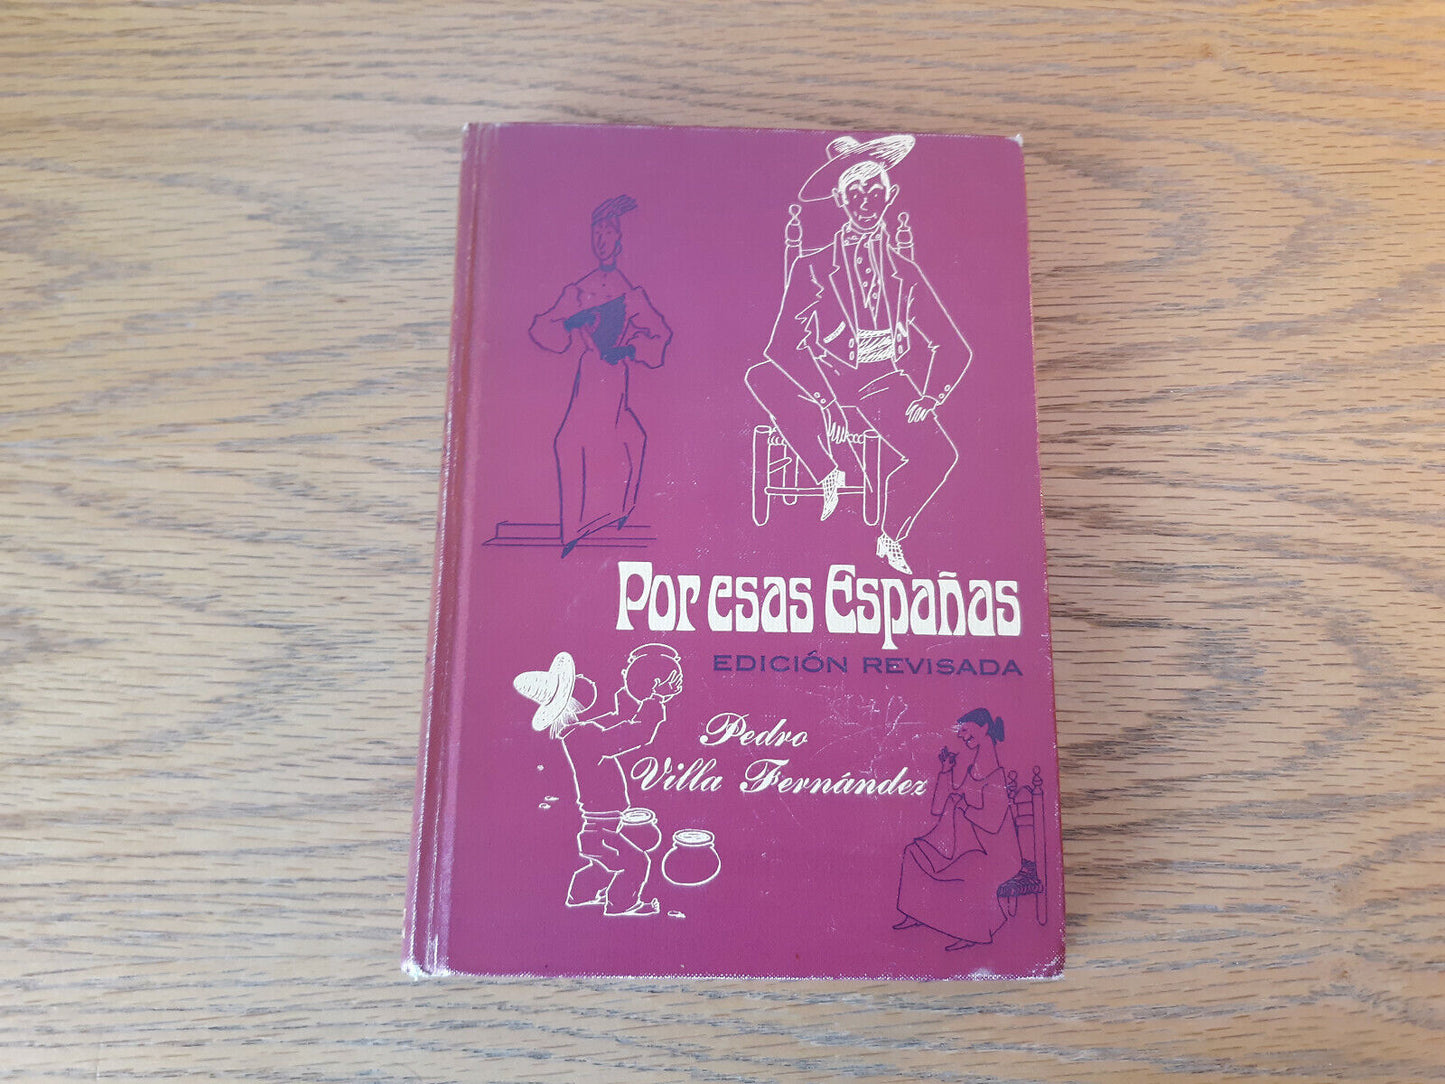 Por esas Españas
EDICIÓN REVISADA
Pedro
Villa Fernández